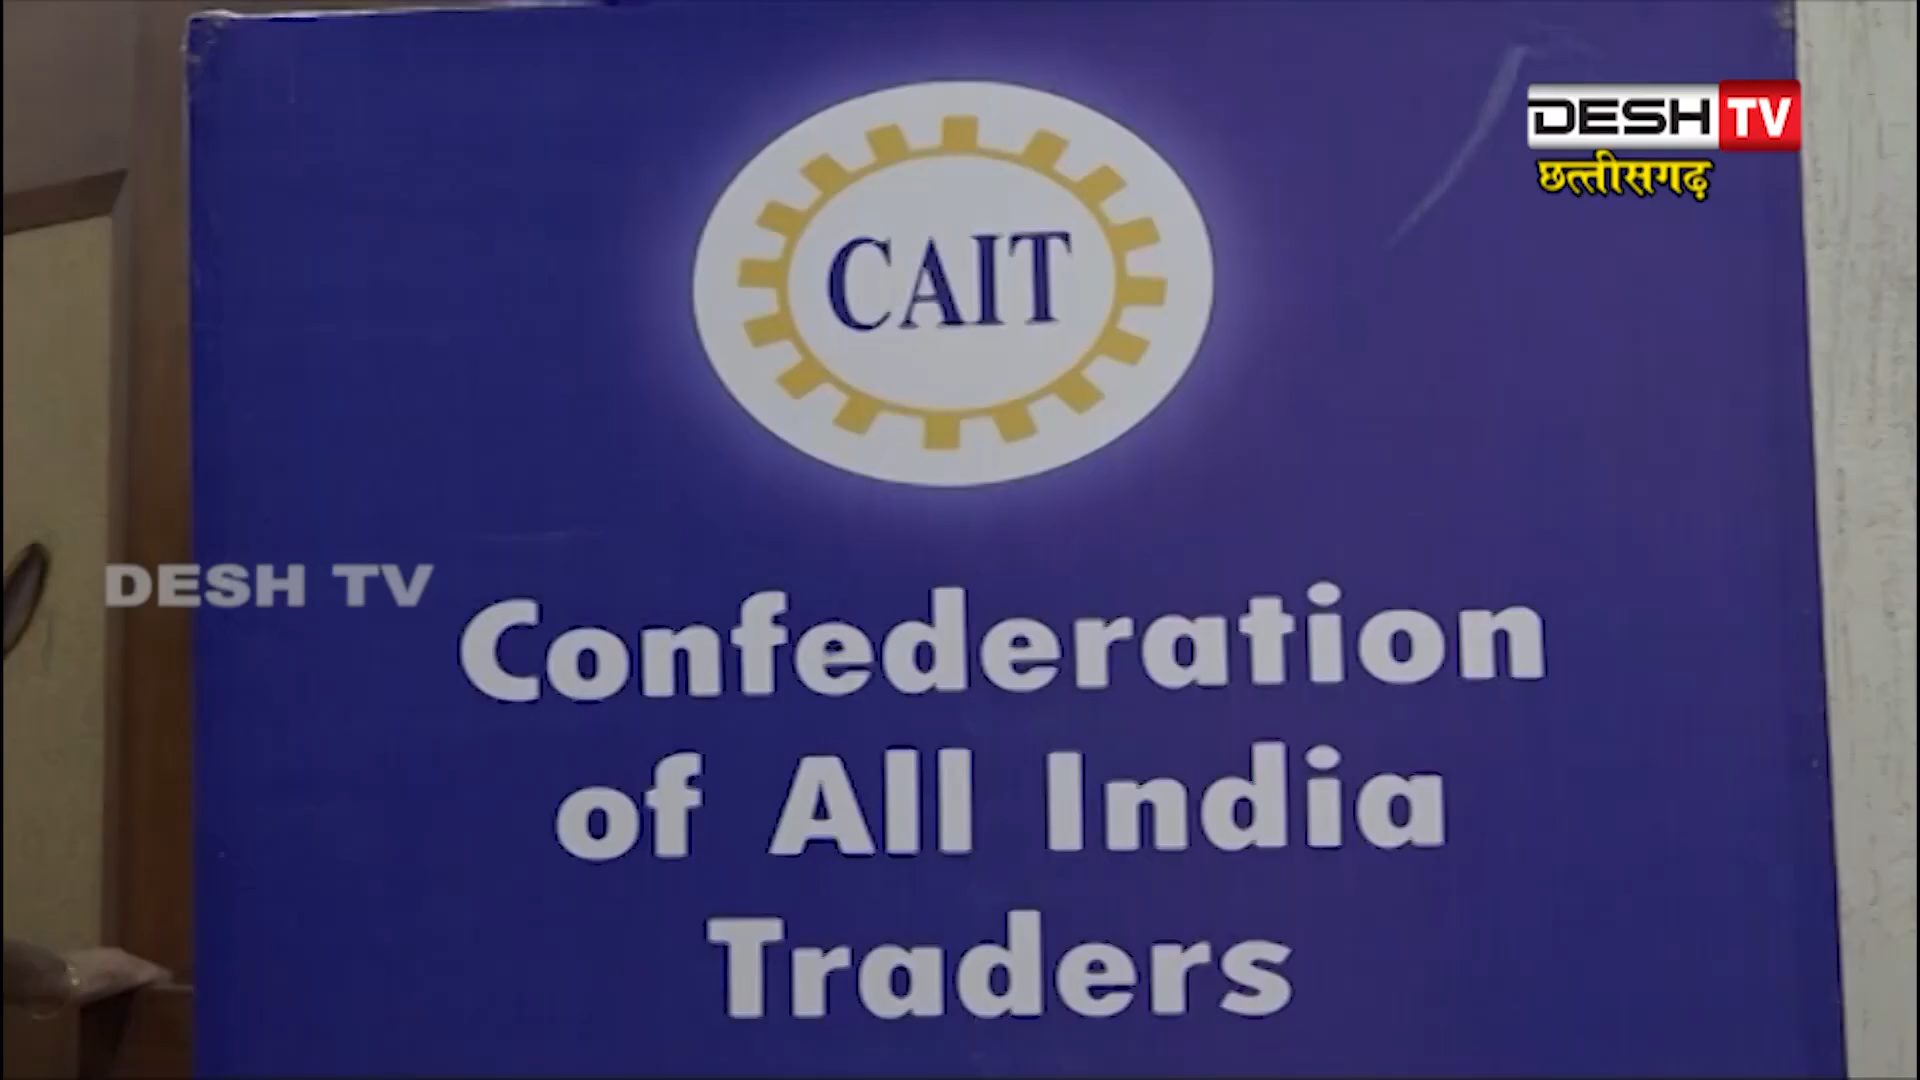 DESH TV
छत्तीसगढ़
CAIT
DESH TV
Confederation
of All India
Traders